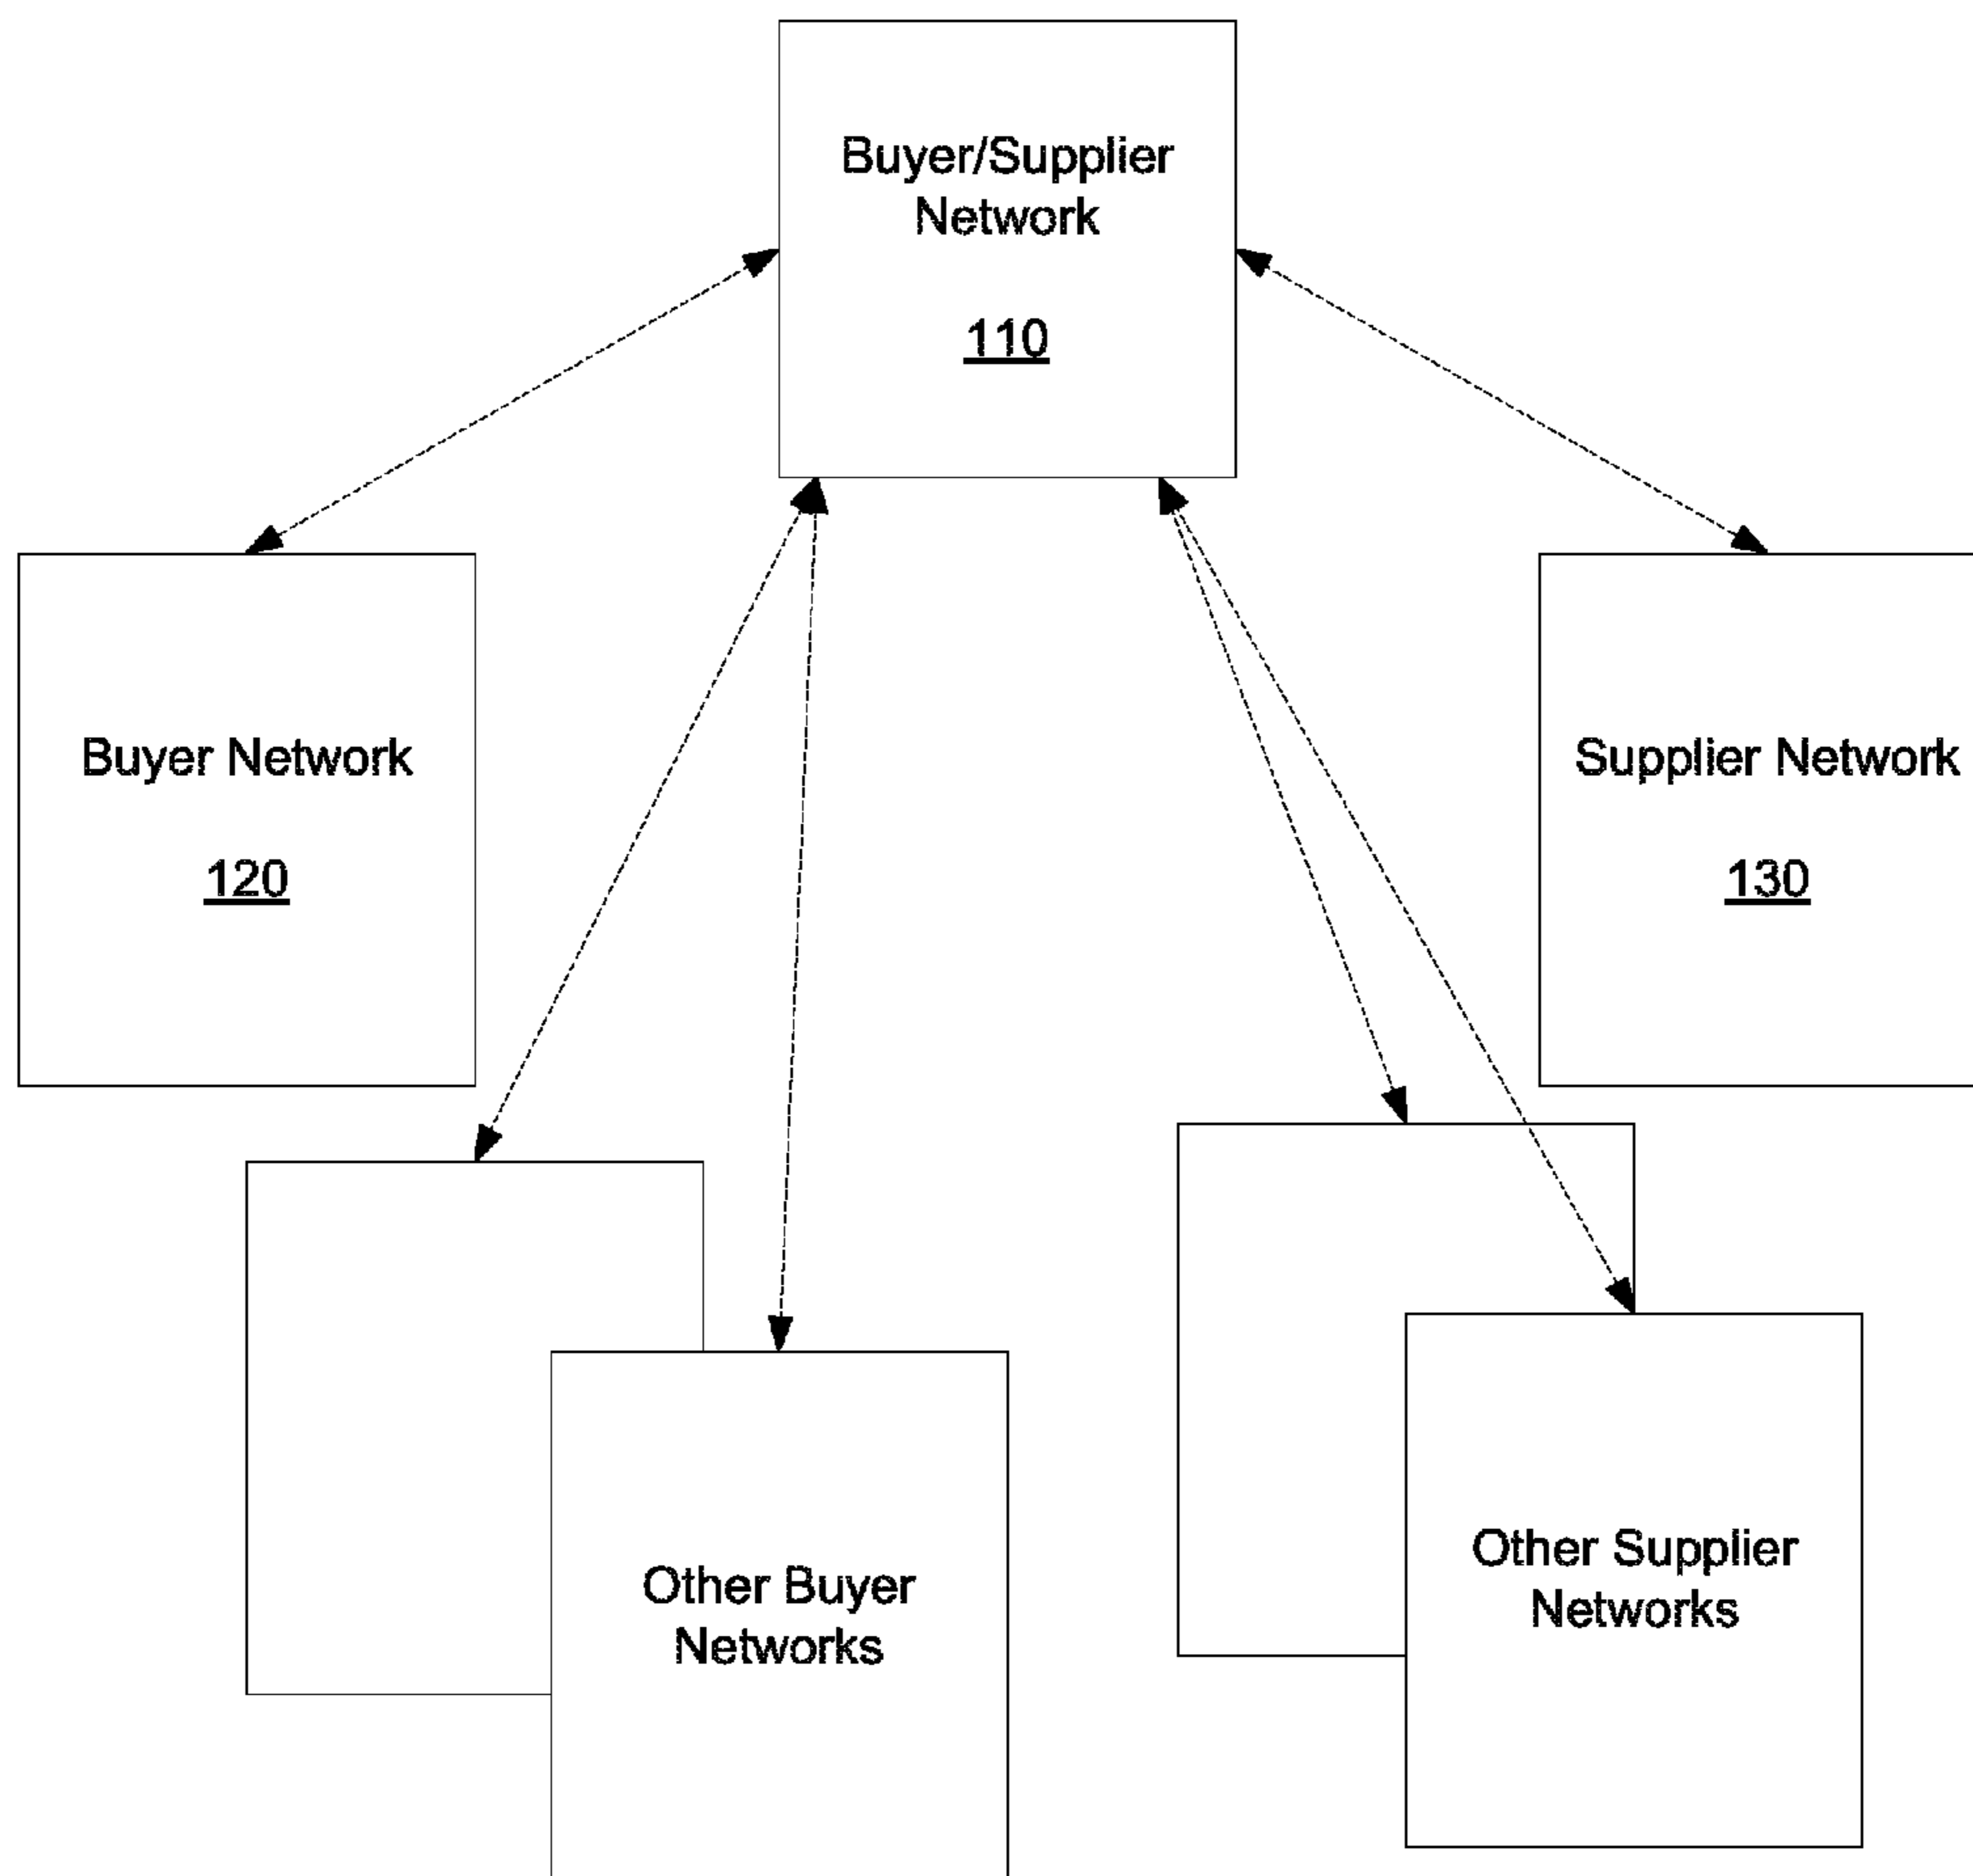 Buyer/Supplier
Network
110
Buyer Network
120
Supplier Network
130
Other Buyer
Networks
Other Supplier
Networks